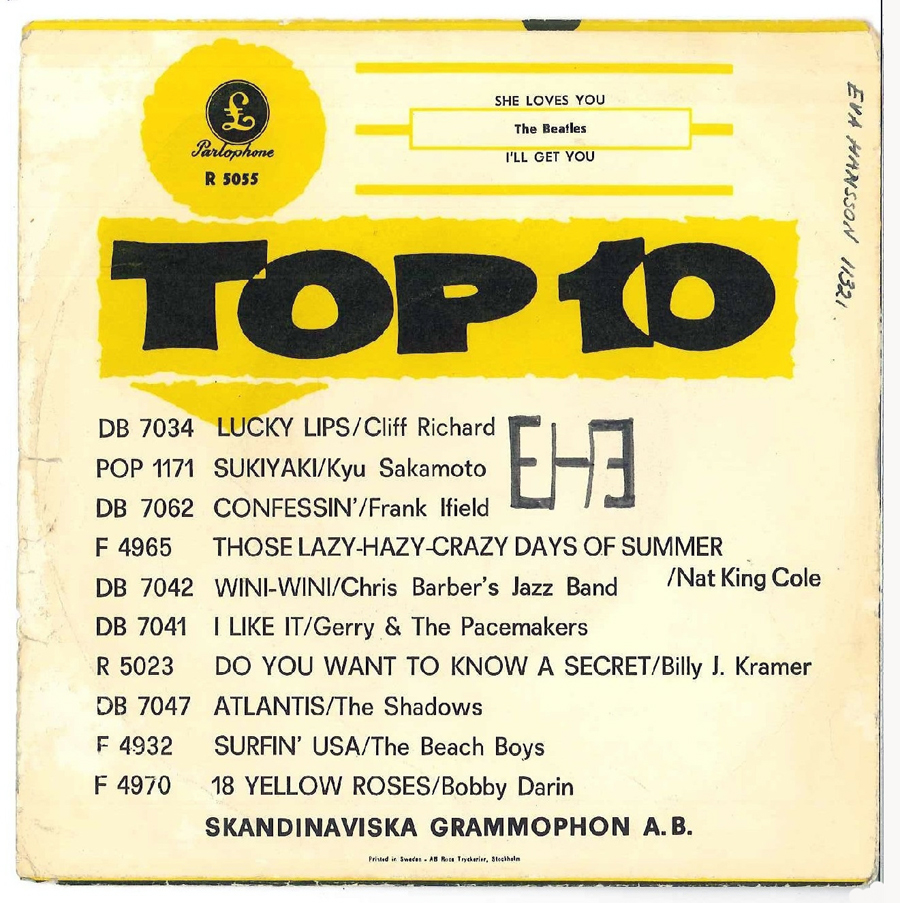 £
Parlophone
R 5055
SHE LOVES YOU
The Beatles
I'LL GET YOU
EVA HANSSON 11321.
TOP 10
DB 7034 LUCKY LIPS/Cliff Richard
EHE
POP 1171 SUKIYAKI/Kyu Sakamoto
DB 7062 CONFESSIN'/Frank Ifield
F 4965 THOSE LAZY-HAZY-CRAZY DAYS OF SUMMER
/Nat King Cole
DB 7042 WINI-WINI/Chris Barber's Jazz Band
DB 7041 I LIKE IT/Gerry & The Pacemakers
R 5023 DO YOU WANT TO KNOW A SECRET/Billy J. Kramer
DB 7047 ATLANTIS/The Shadows
F 4932 SURFIN' USA/The Beach Boys
F 4970 18 YELLOW ROSES/Bobby Darin
SKANDINAVISKA GRAMMOPHON A.B.
Printed in Sweden - AB Rosa Tryckerier, Stockholm